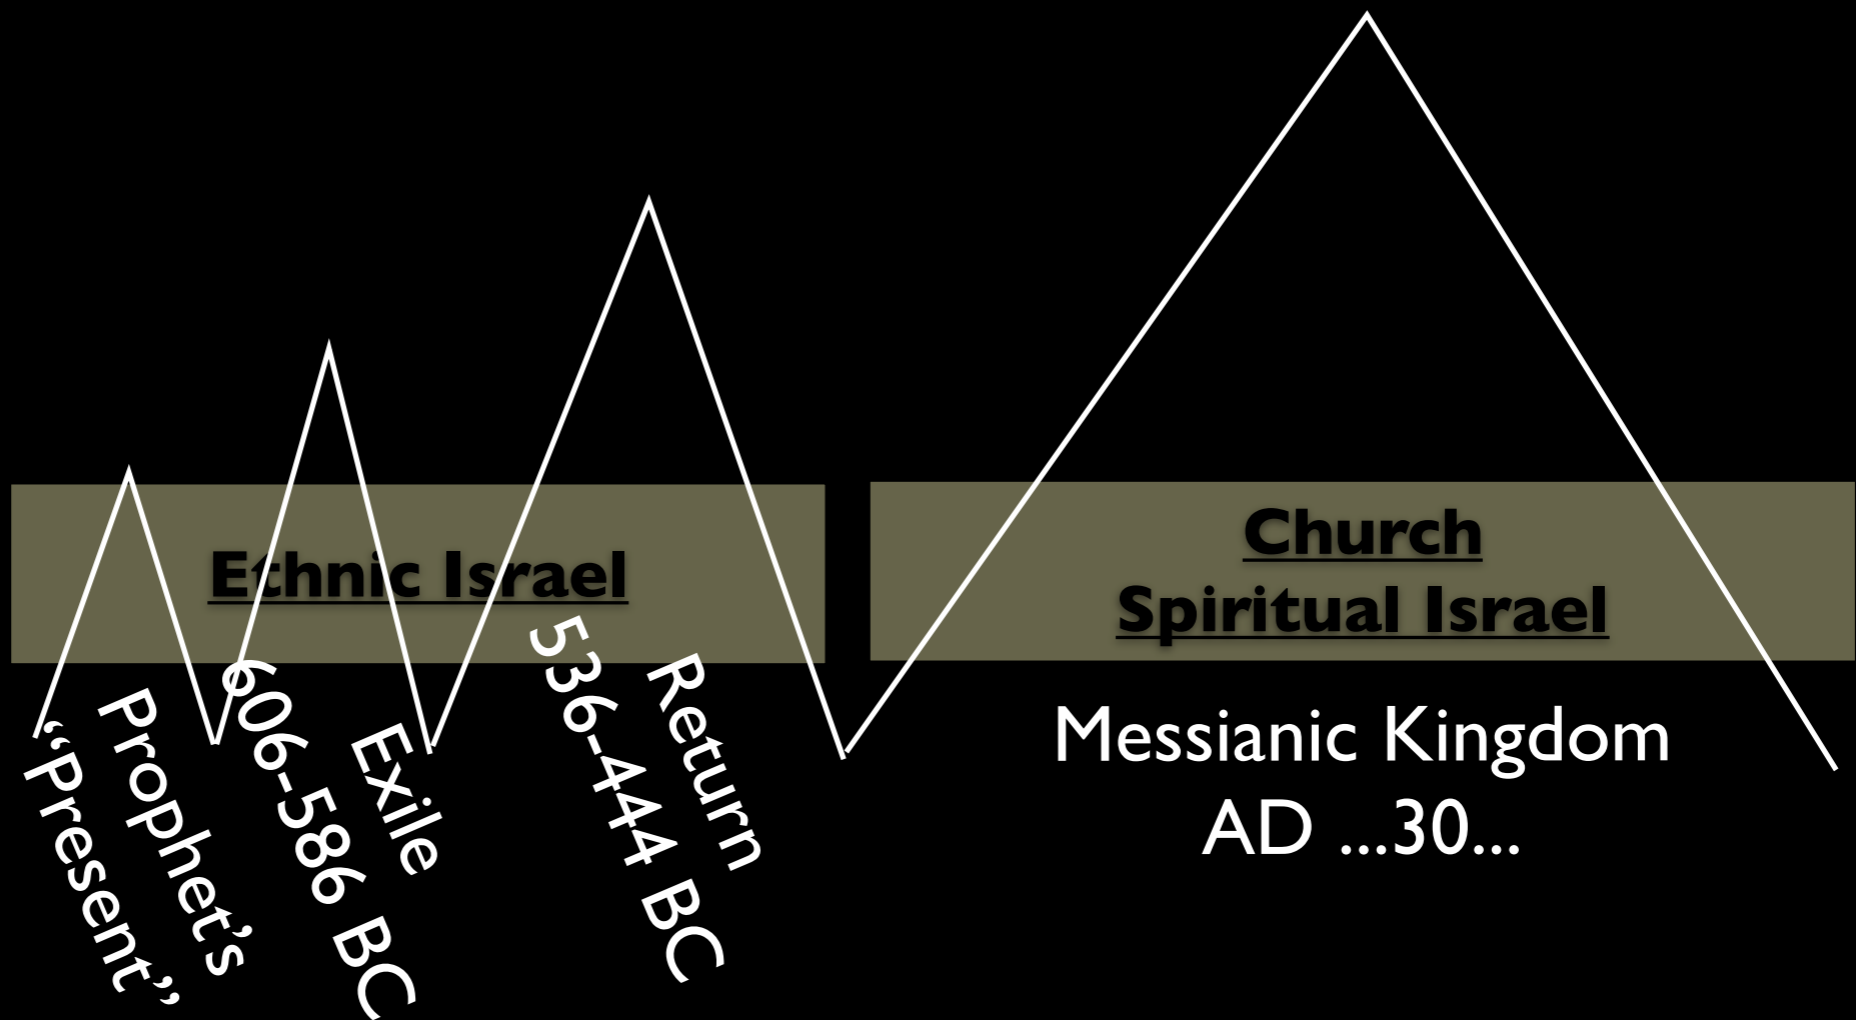 Ethnic Israel
Church
Spiritual Israel
Prophet’s
“Present”
Exile
606-586 BC
Return
536-444 BC
Messianic Kingdom
AD ...30...